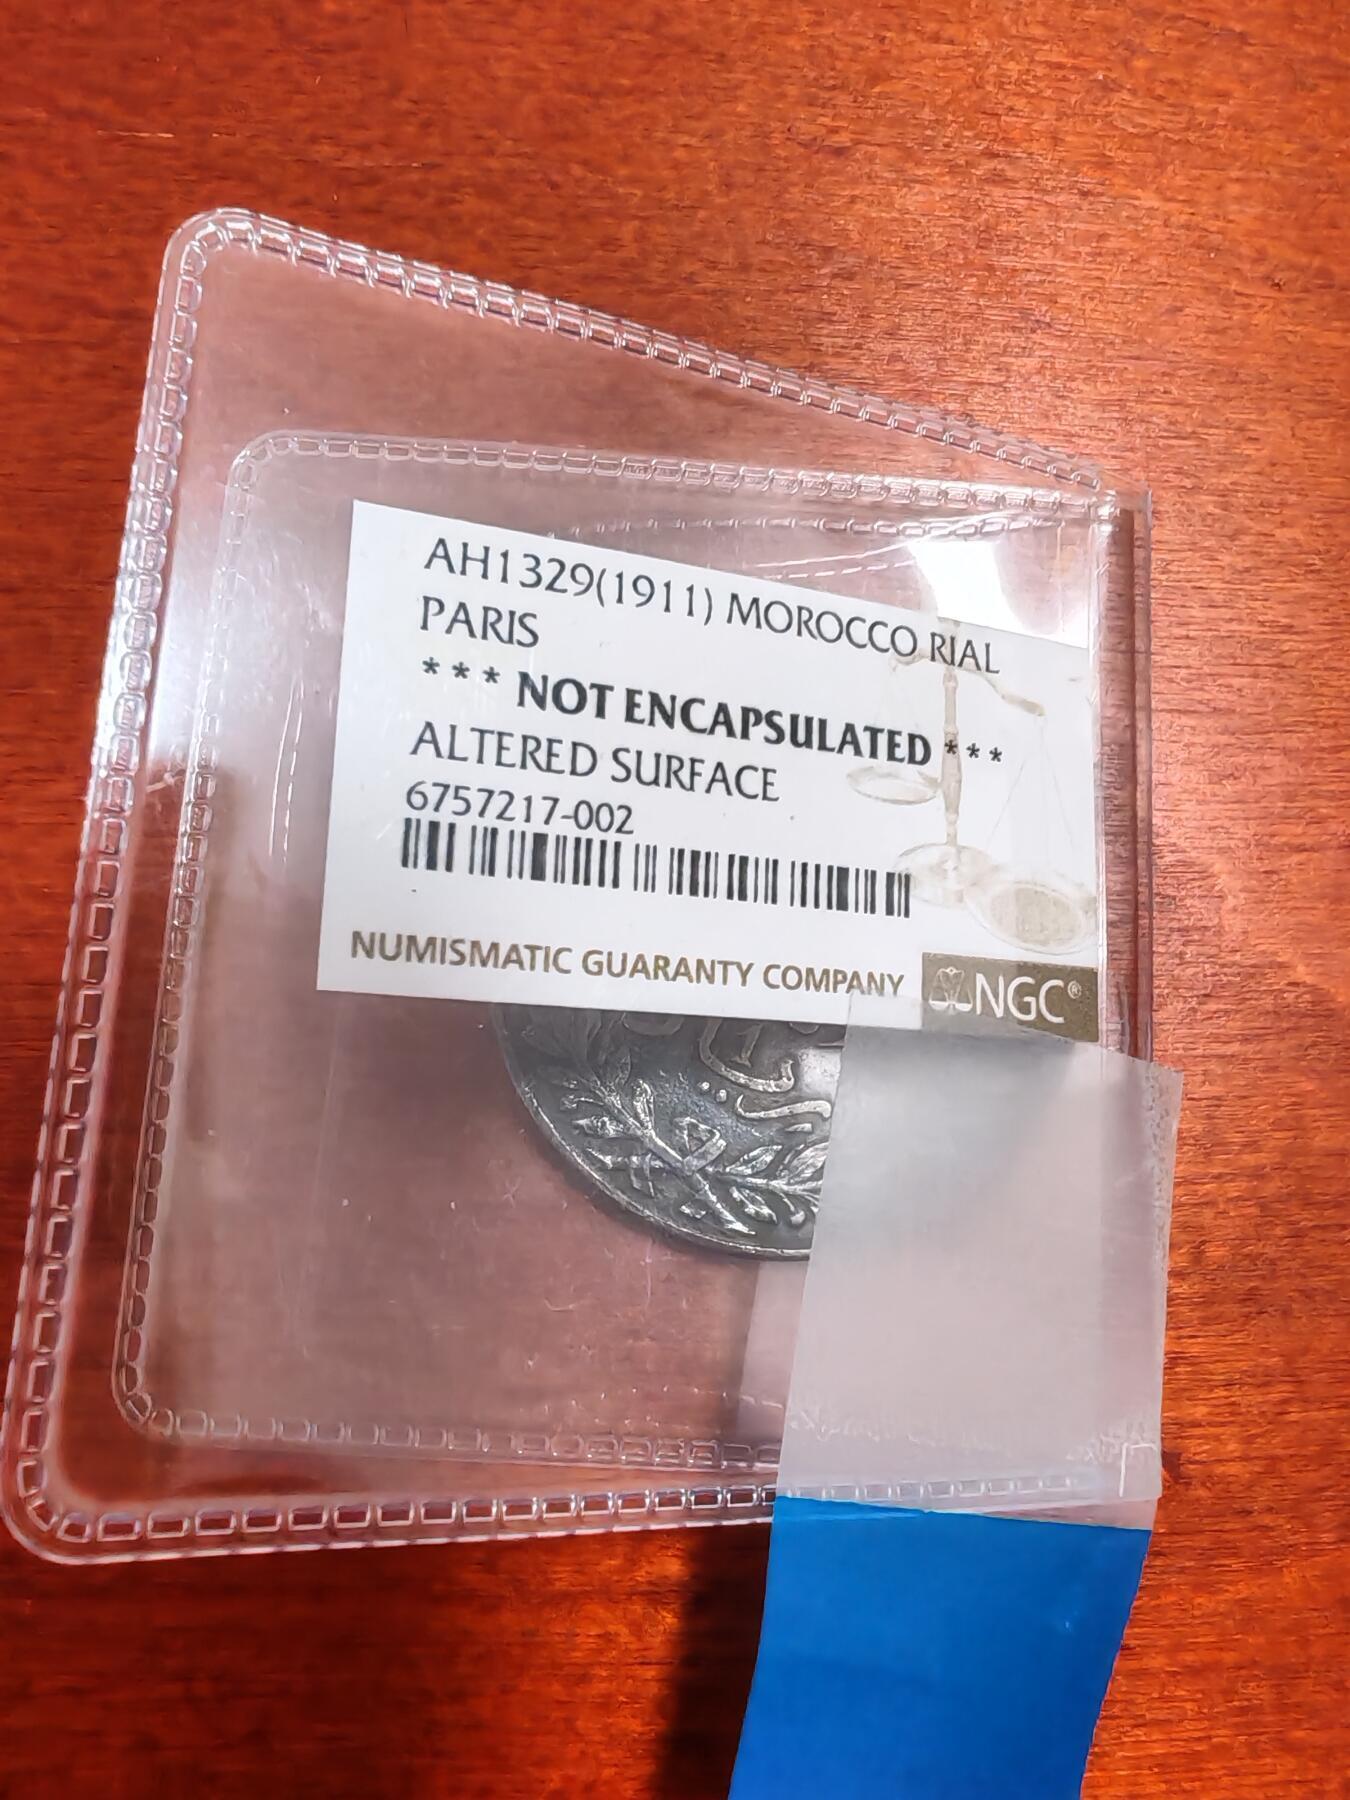 AH1329(1911) MOROCCO RIAL
PARIS
* * * NOT ENCAPSULATED * * *
ALTERED SURFACE
6757217-002
NUMISMATIC GUARANTY COMPANY NGC®